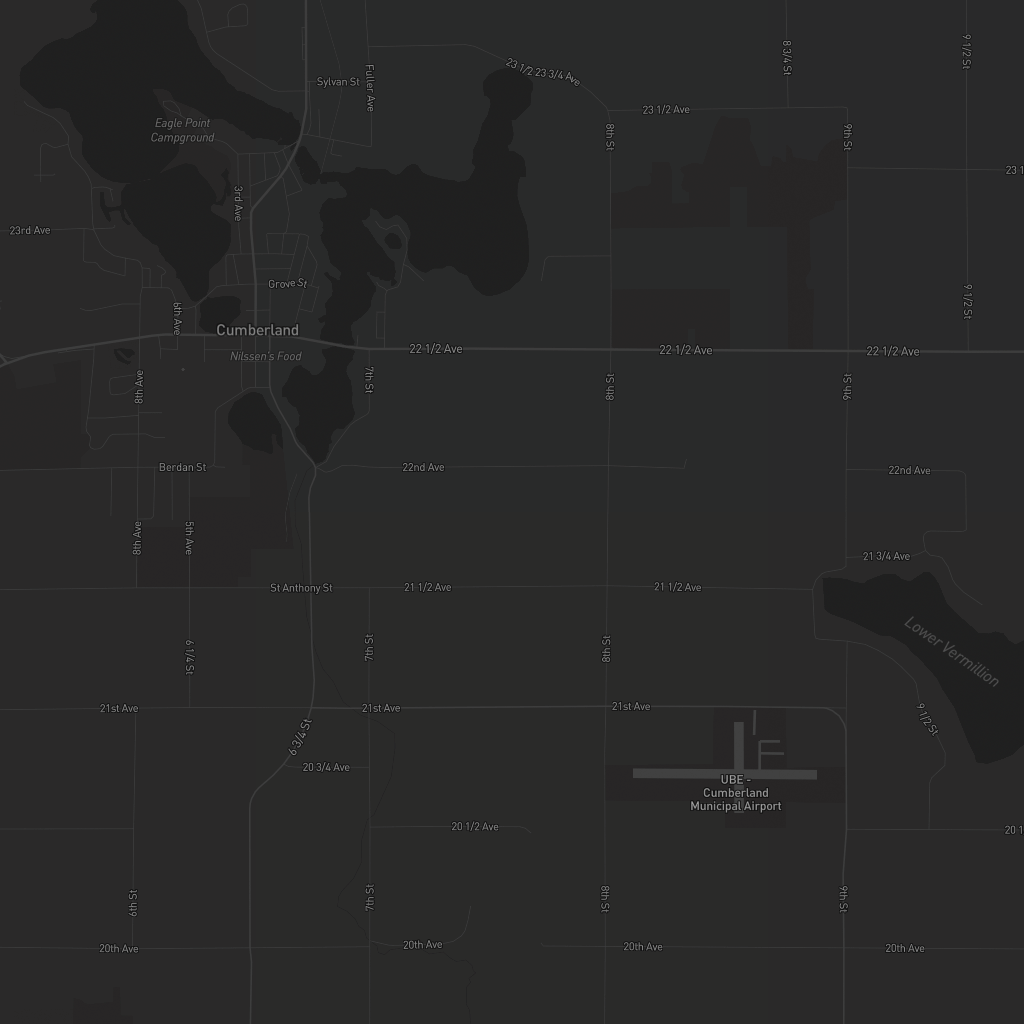 9 1/2 St
8 3/4 St
23 1/2 23 3/4 Ave
Sylvan St
Fuller Ave
23 1/2 Ave
Eagle Point
Campground
8th St
9th St
23 1
3rd Ave
23rd Ave
Grove St
9 1/2 St
6th Ave
Cumberland
22 1/2 Ave
22 1/2 Ave
22 1/2 Ave
Nilssen's Food
8th Ave
7th St
8th St
9th St
Berdan St
22nd Ave
22nd Ave
8th Ave
5th Ave
21 3/4 Ave
St Anthony St
21 1/2 Ave
21 1/2 Ave
Lower Vermillion
6 1/4 St
7th St
8th St
21st Ave
21st Ave
21st Ave
9 1/2 St
6 3/4 St
20 3/4 Ave
UBE -
Cumberland
Municipal Airport
20 1/2 Ave
20 1
6th St
7th St
8th St
9th St
20th Ave
20th Ave
20th Ave
20th Ave